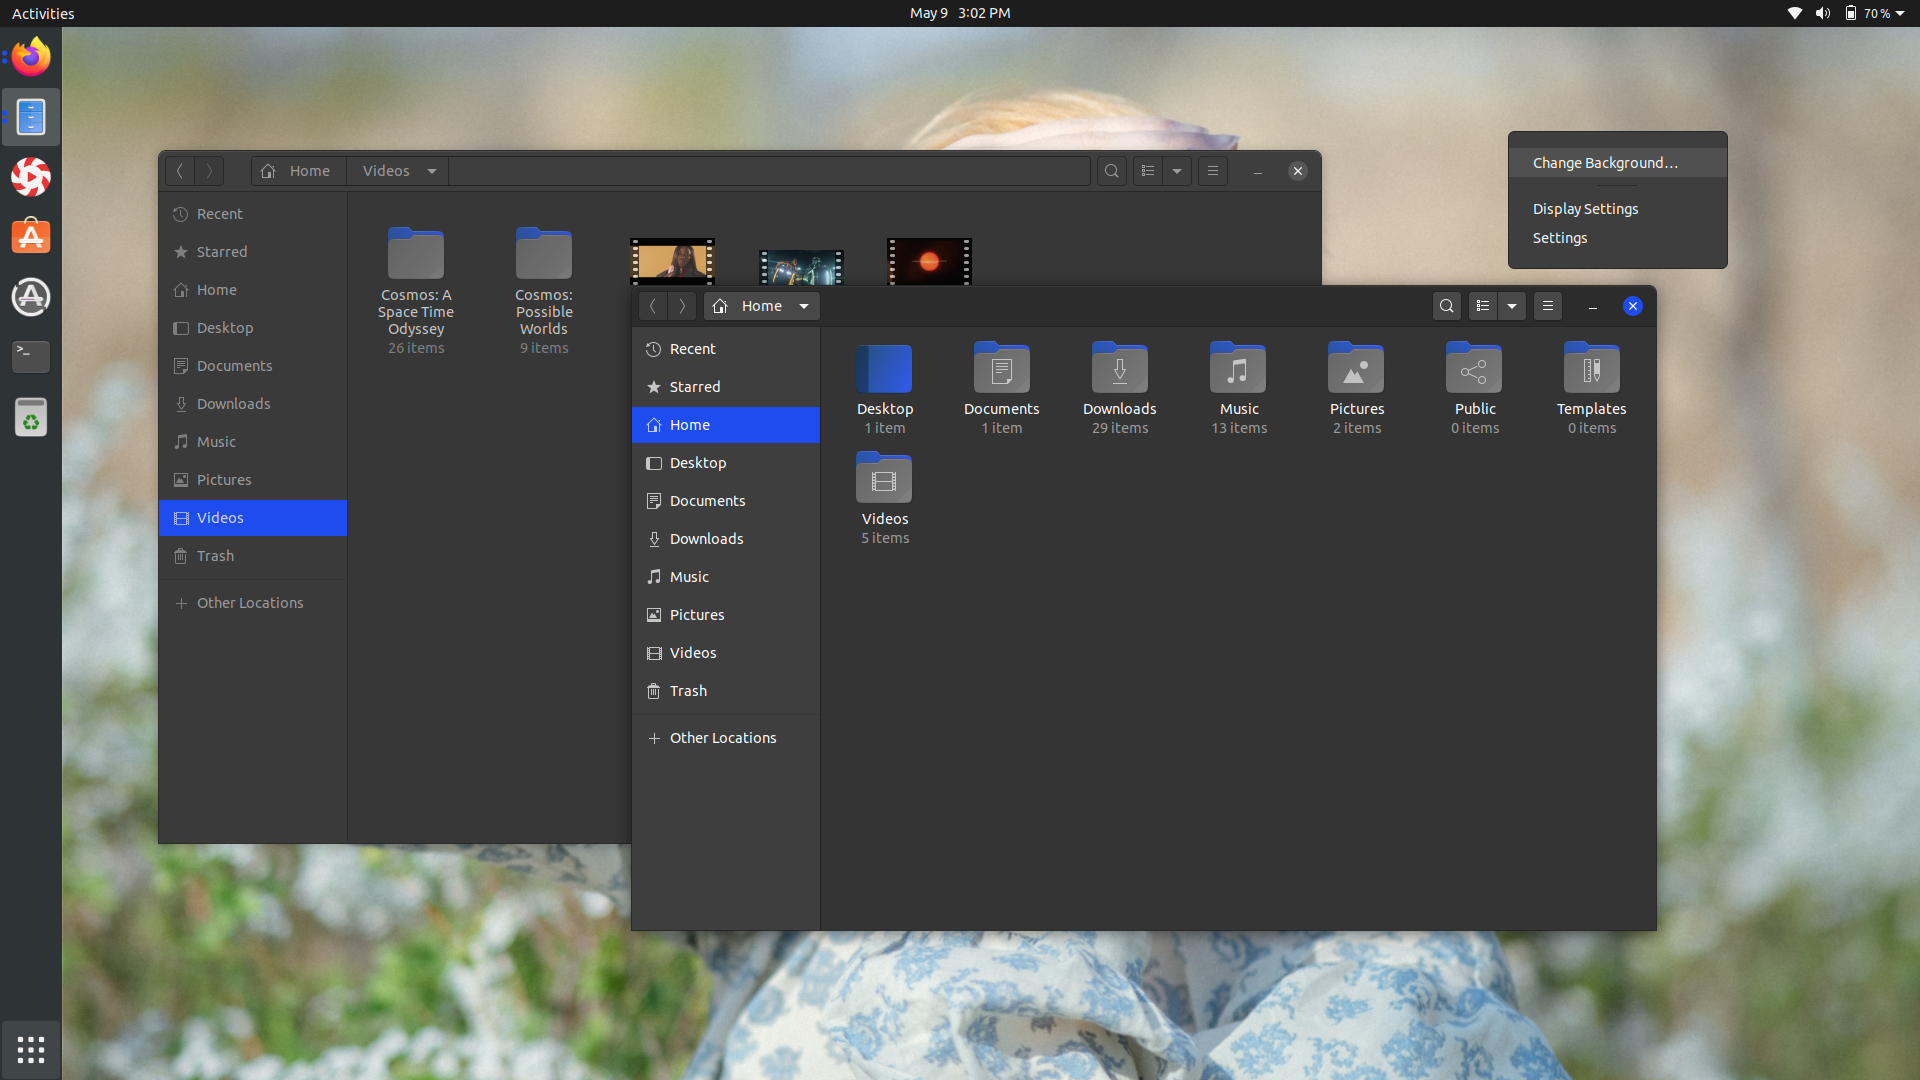 Activities
May 9 3:02 PM
70 %
Home
Videos
Recent
Starred
Home
Desktop
Documents
Downloads
Music
Pictures
Videos
Trash
Other Locations
Cosmos: A
Space Time
Odyssey
26 items
Cosmos:
Possible
Worlds
9 items
Change Background…
Display Settings
Settings
Home
Recent
Starred
Home
Desktop
Documents
Downloads
Music
Pictures
Videos
Trash
Other Locations
Desktop
1 item
Documents
1 item
Downloads
29 items
Music
13 items
Pictures
2 items
Public
0 items
Templates
0 items
Videos
5 items